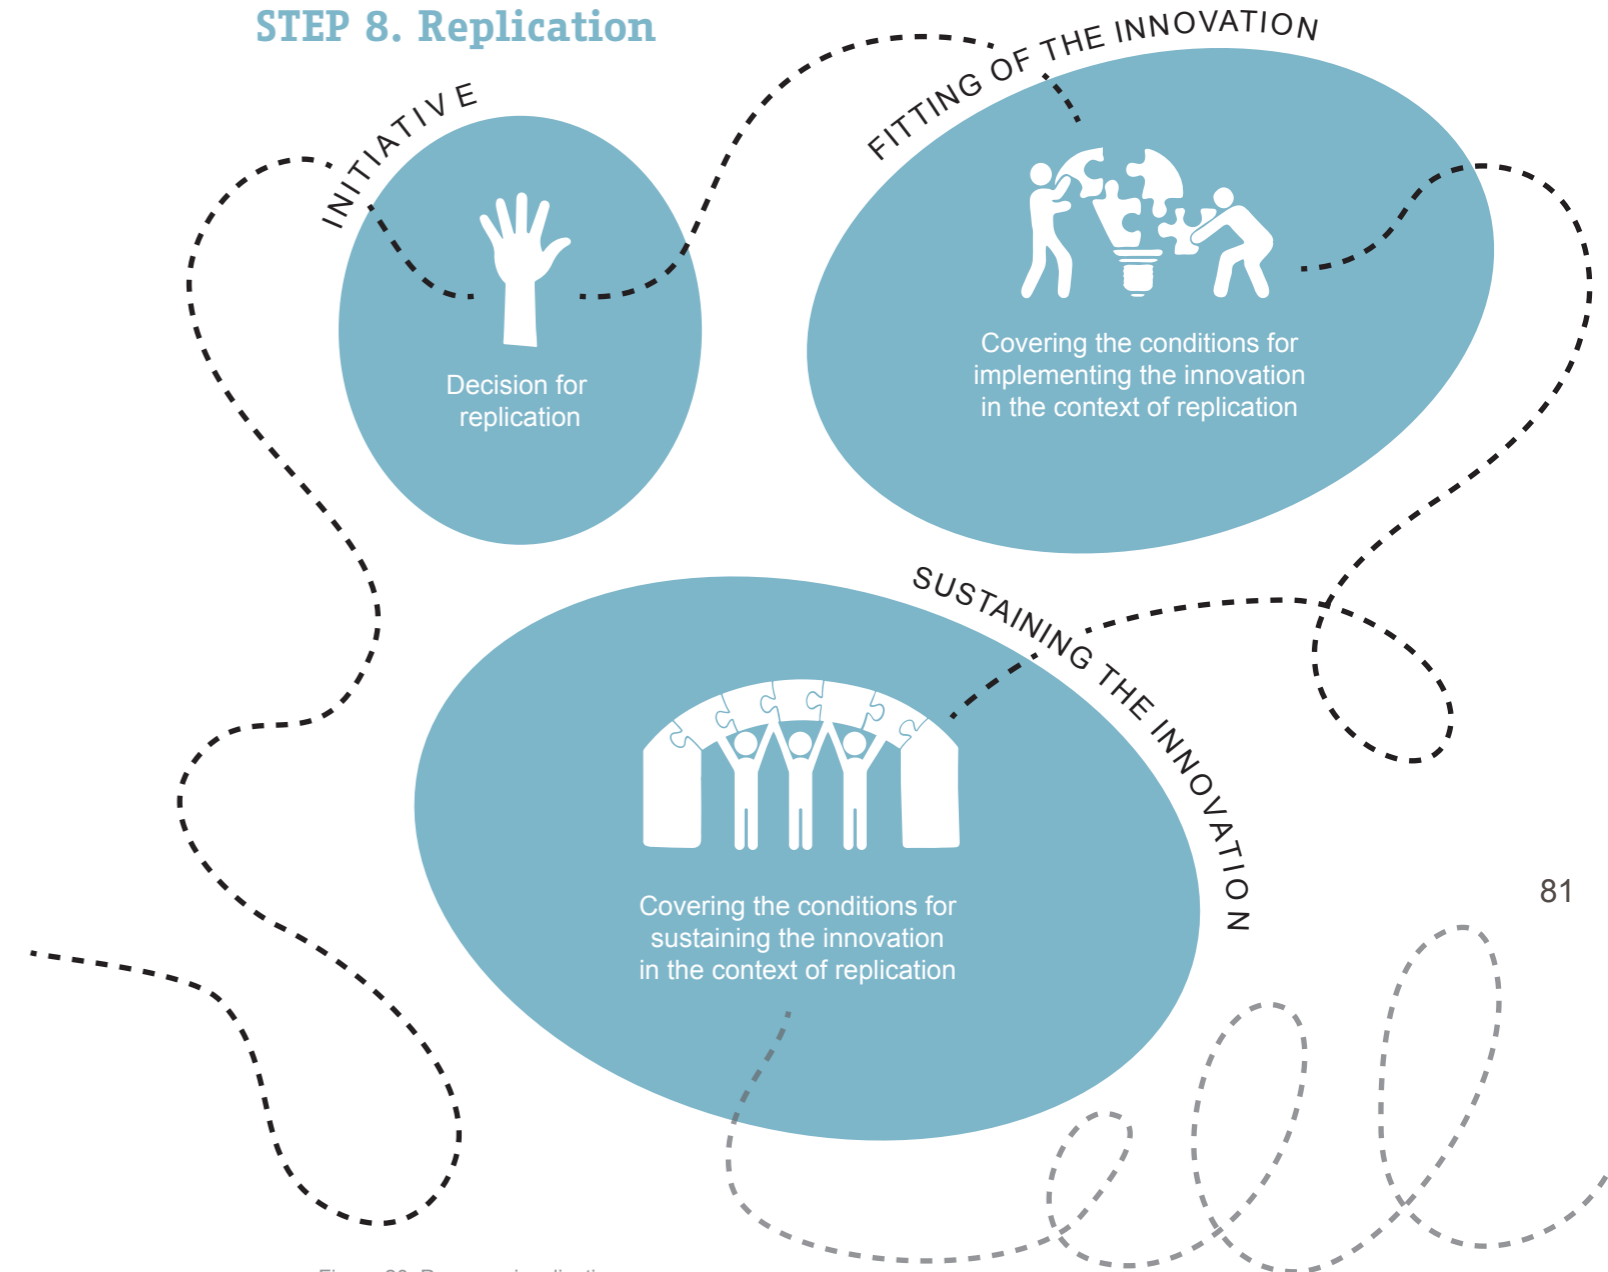 STEP 8. Replication
INITIATIVE
Decision for
replication
FITTING OF THE INNOVATION
Covering the conditions for
implementing the innovation
in the context of replication
SUSTAINING THE INNOVATION
Covering the conditions for
sustaining the innovation
in the context of replication
81